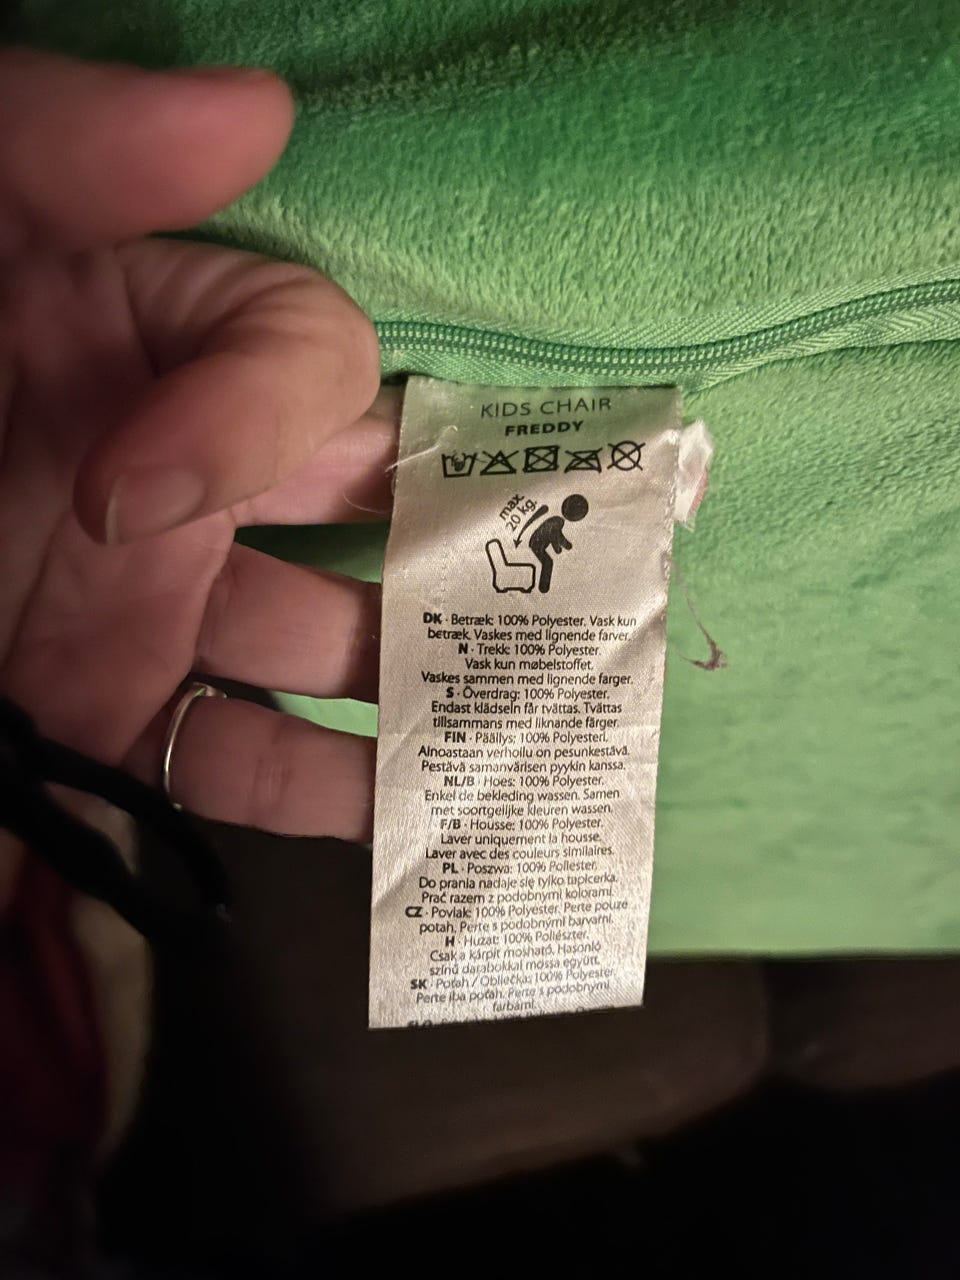 KIDS CHAIR
FREDDY
max.
20 kg.
DK · Betræk: 100% Polyester. Vask kun
betræk. Vaskes med lignende farver.
N · Trekk: 100% Polyester.
Vask kun møbelstoffet.
Vaskes sammen med lignende farger.
S · Överdrag: 100% Polyester.
Endast klädseln får tvättas. Tvättas
tillsammans med liknande färger.
FIN · Päällys: 100% Polyesteri.
Ainoastaan verhoilu on pesunkestävä.
Pestävä samanvärisen pyykin kanssa.
NL/B · Hoes: 100% Polyester.
Enkel de bekleding wassen. Samen
met soortgelijke kleuren wassen.
F/B · Housse: 100% Polyester.
Laver uniquement la housse.
Laver avec des couleurs similaires.
PL · Poszwa: 100% Poliester.
Do prania nadaje się tylko tapicerka.
Prać razem z podobnymi kolorami.
CZ · Povlak: 100% Polyester. Perte pouze
potah. Perte s podobnými barvami.
H · Huzat: 100% Poliészter.
Csak a kárpit mosható. Hasonló
színű darabokkal mossa együtt.
SK · Poťah / Obliečka: 100% Polyester.
Perte iba poťah. Perte s podobnými
farbami.